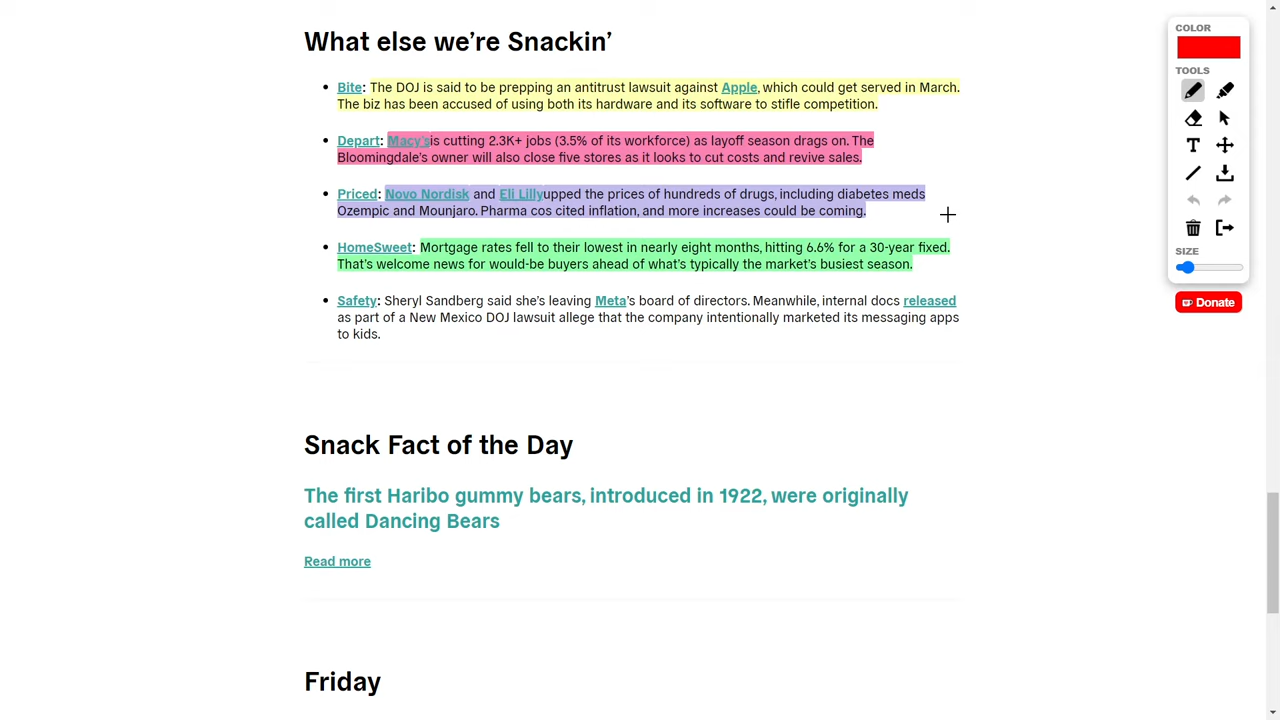 What else we're Snackin'
COLOR
TOOLS
• Bite: The DOJ is said to be prepping an antitrust lawsuit against Apple, which could get served in March.
The biz has been accused of using both its hardware and its software to stifle competition.
• Depart: Macy's is cutting 2.3K+ jobs (3.5% of its workforce) as layoff season drags on. The
Bloomingdale's owner will also close five stores as it looks to cut costs and revive sales.
• Priced: Novo Nordisk and Eli Lilly upped the prices of hundreds of drugs, including diabetes meds
Ozempic and Mounjaro. Pharma cos cited inflation, and more increases could be coming.
• HomeSweet: Mortgage rates fell to their lowest in nearly eight months, hitting 6.6% for a 30-year fixed.
That's welcome news for would-be buyers ahead of what's typically the market's busiest season.
SIZE
• Safety: Sheryl Sandberg said she's leaving Meta's board of directors. Meanwhile, internal docs released
as part of a New Mexico DOJ lawsuit allege that the company intentionally marketed its messaging apps
to kids.
Donate
Snack Fact of the Day
The first Haribo gummy bears, introduced in 1922, were originally
called Dancing Bears
Read more
Friday